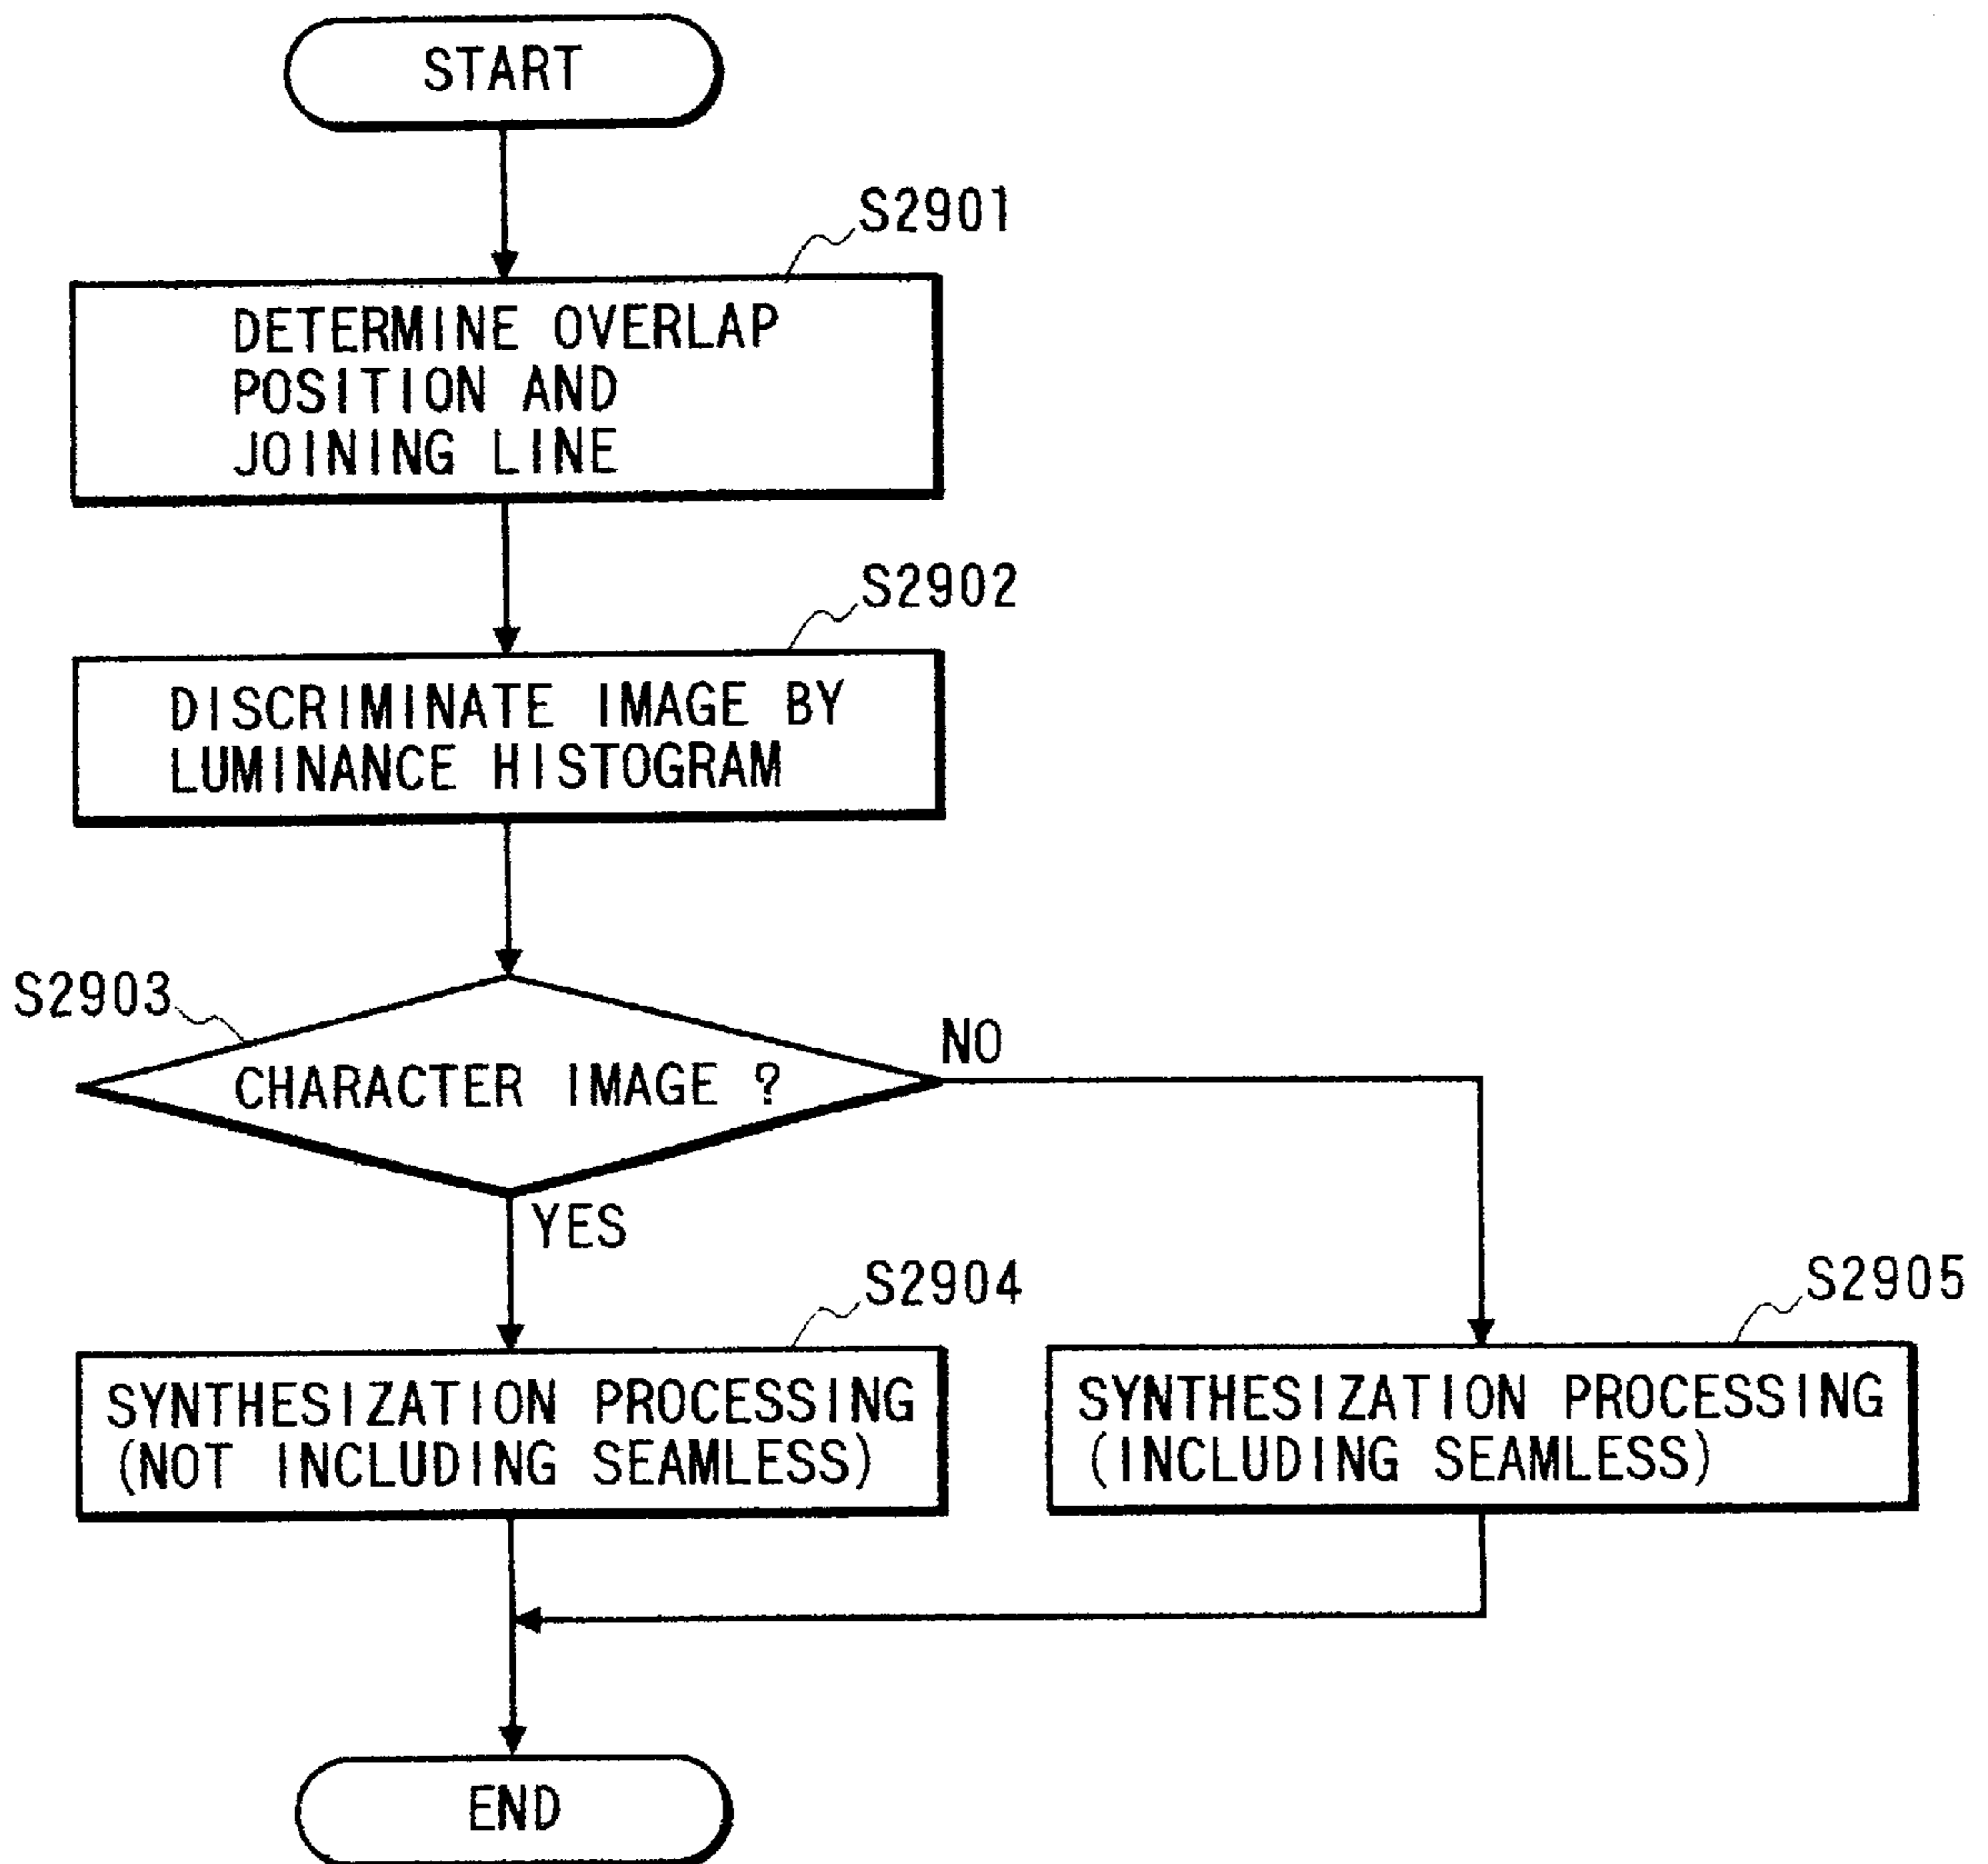 START
S2901
DETERMINE OVERLAP
POSITION AND
JOINING LINE
S2902
DISCRIMINATE IMAGE BY
LUMINANCE HISTOGRAM
S2903
CHARACTER IMAGE ?
NO
YES
S2904
SYNTHESIZATION PROCESSING
(NOT INCLUDING SEAMLESS)
S2905
SYNTHESIZATION PROCESSING
(INCLUDING SEAMLESS)
END